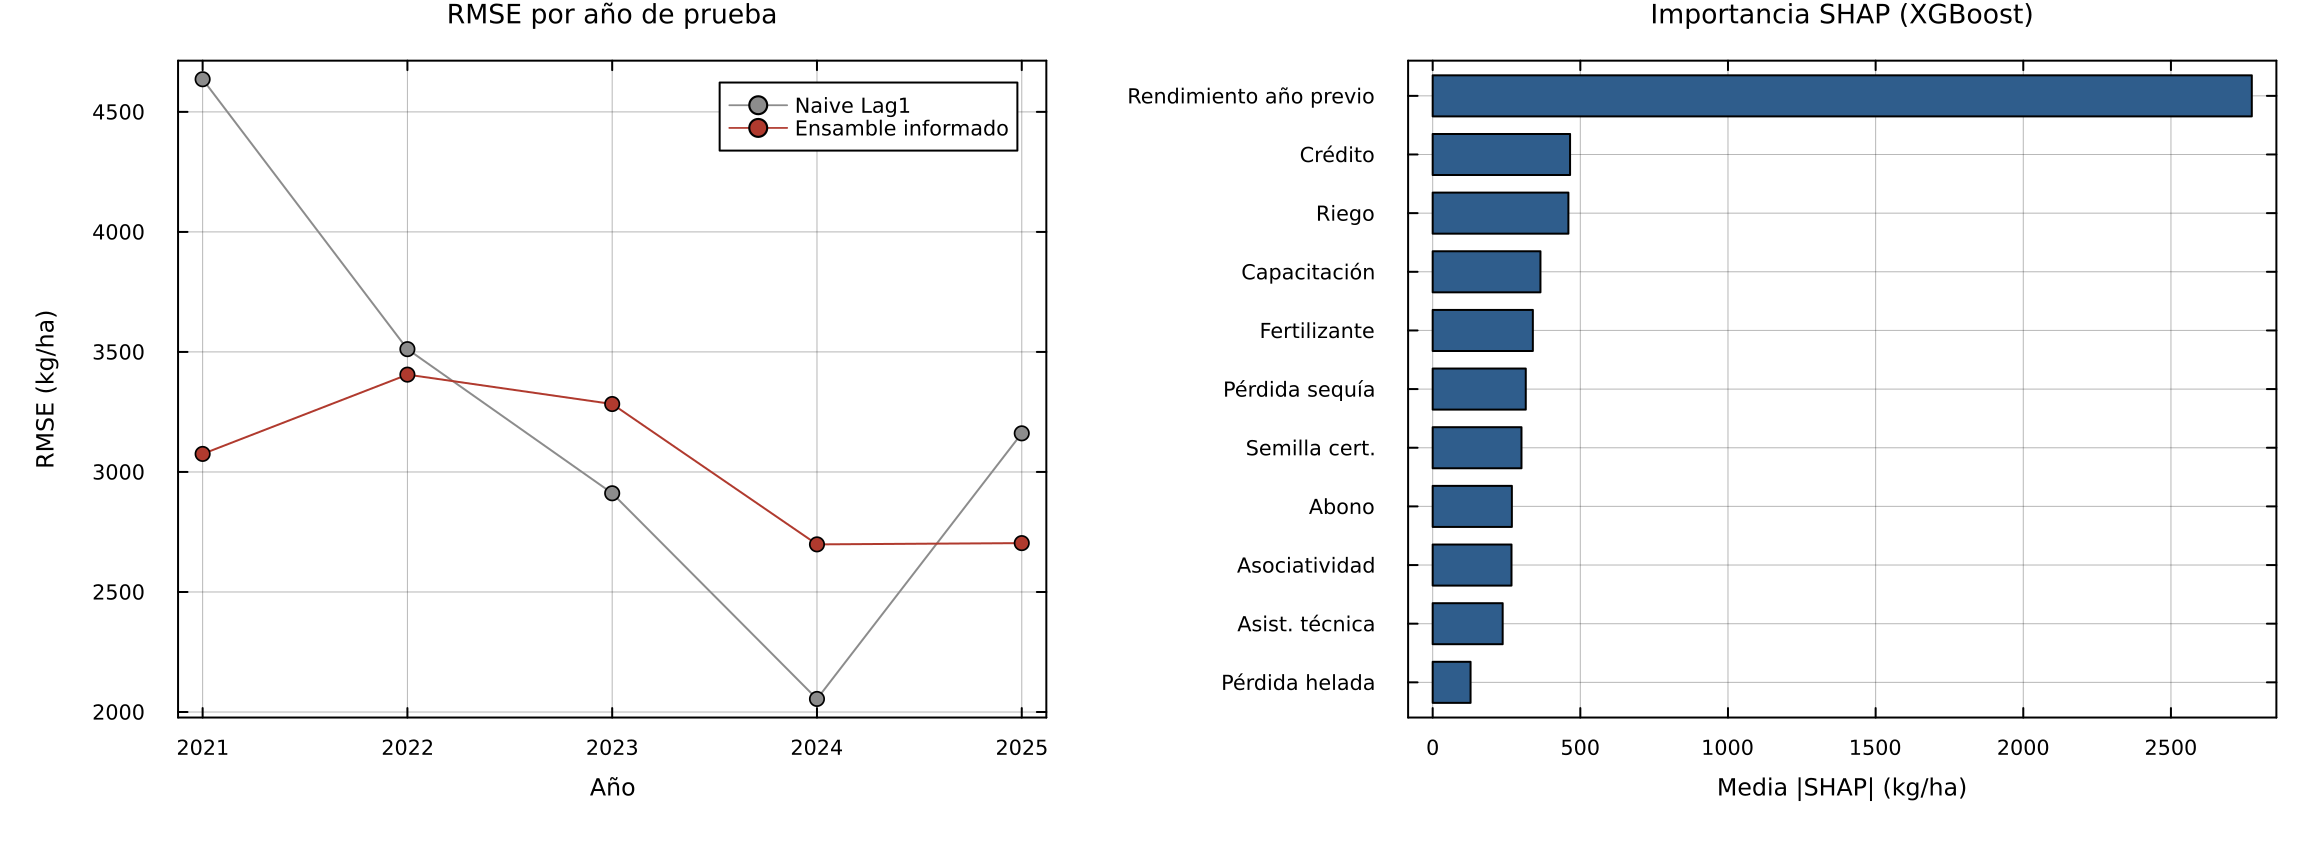 RMSE por año de prueba
RMSE (kg/ha)
4500
4000
3500
3000
2500
2000
Naive Lag1
Ensamble informado
2021 2022 2023 2024 2025
Año
Importancia SHAP (XGBoost)
Rendimiento año previo
Crédito
Riego
Capacitación
Fertilizante
Pérdida sequía
Semilla cert.
Abono
Asociatividad
Asist. técnica
Pérdida helada
0 500 1000 1500 2000 2500
Media |SHAP| (kg/ha)